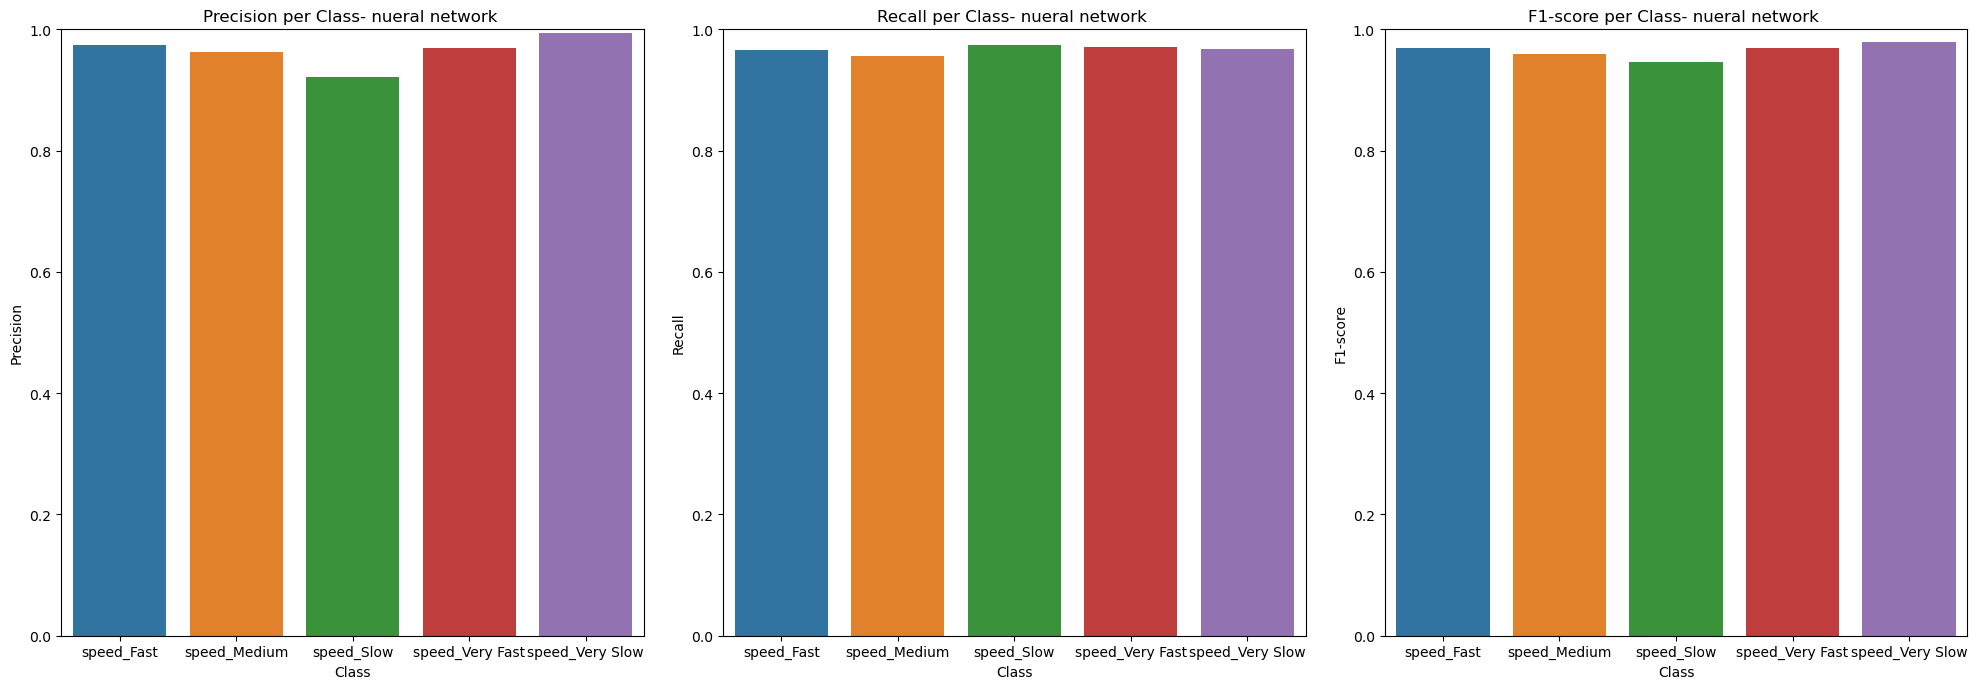 Precision per Class- nueral network
1.0
0.8
0.6
0.4
0.2
0.0
Precision
speed_Fast speed_Medium speed_Slow speed_Very Fast speed_Very Slow
Class
Recall per Class- nueral network
1.0
0.8
0.6
0.4
0.2
0.0
Recall
speed_Fast speed_Medium speed_Slow speed_Very Fast speed_Very Slow
Class
F1-score per Class- nueral network
1.0
0.8
0.6
0.4
0.2
0.0
F1-score
speed_Fast speed_Medium speed_Slow speed_Very Fast speed_Very Slow
Class